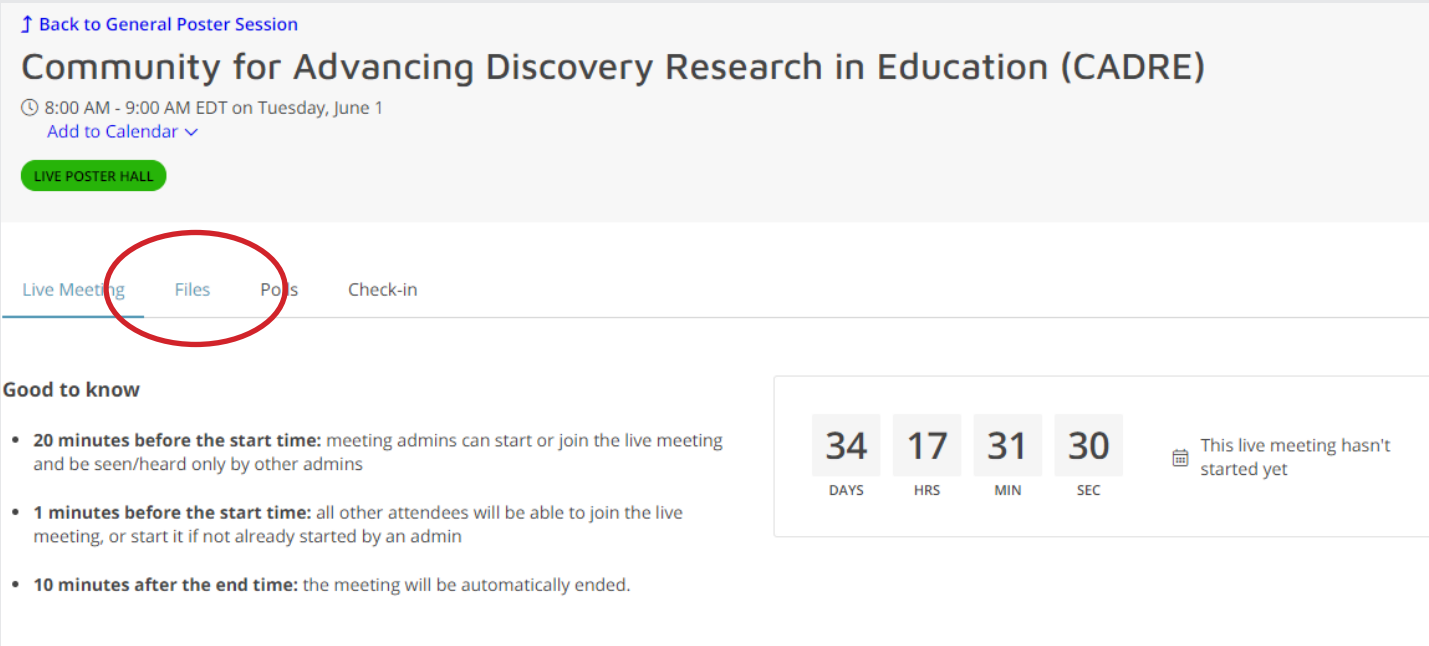 Back to General Poster Session
Community for Advancing Discovery Research in Education (CADRE)
8:00 AM - 9:00 AM EDT on Tuesday, June 1
Add to Calendar
LIVE POSTER HALL
Live Meeting Files Polls Check-in
Good to know
• 20 minutes before the start time: meeting admins can start or join the live meeting
and be seen/heard only by other admins
• 1 minutes before the start time: all other attendees will be able to join the live
meeting, or start it if not already started by an admin
• 10 minutes after the end time: the meeting will be automatically ended.
34 17 31 30
DAYS HRS MIN SEC
This live meeting hasn't
started yet